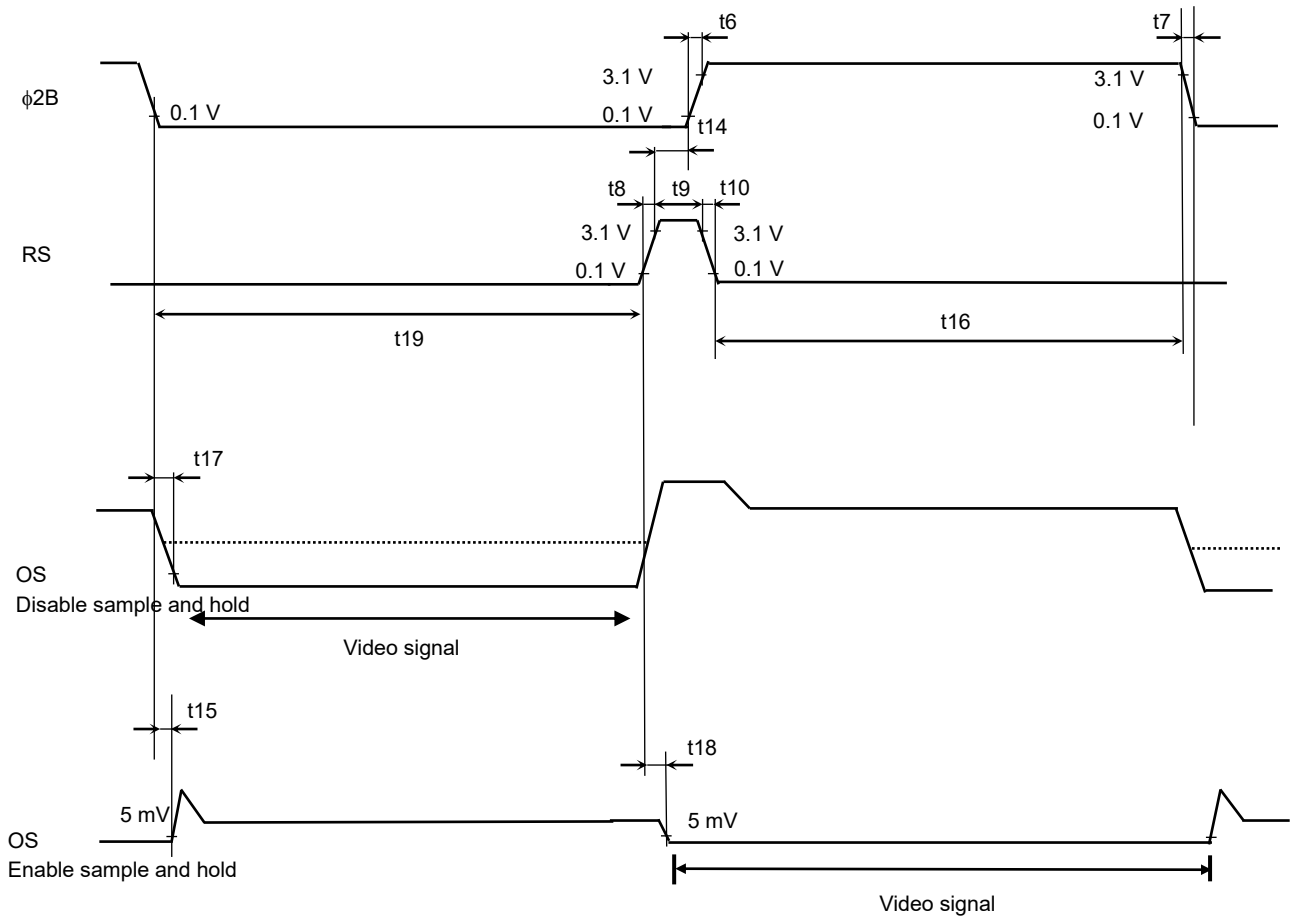 t6
t7
3.1 V
3.1 V
ϕ2B
0.1 V
0.1 V
0.1 V
t14
t8
t9
t10
3.1 V
3.1 V
RS
0.1 V
0.1 V
t19
t16
t17
OS
Disable sample and hold
Video signal
t15
t18
5 mV
5 mV
OS
Enable sample and hold
Video signal